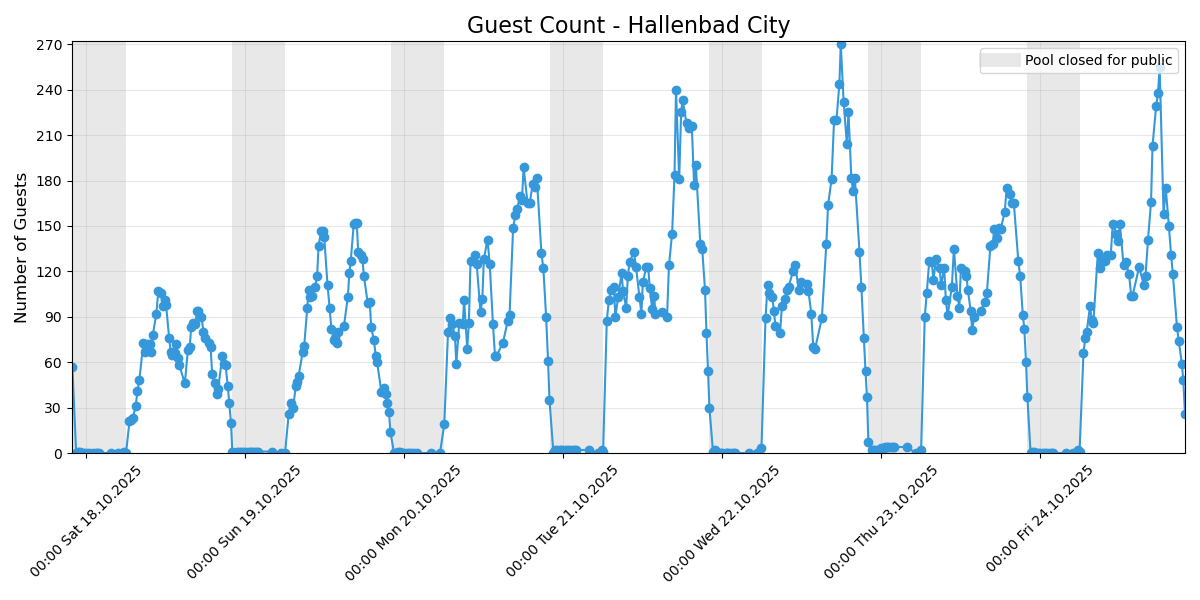 Guest Count - Hallenbad City
Pool closed for public
Number of Guests
270
240
210
180
150
120
90
60
30
0
00:00 Sat 18.10.2025
00:00 Sun 19.10.2025
00:00 Mon 20.10.2025
00:00 Tue 21.10.2025
00:00 Wed 22.10.2025
00:00 Thu 23.10.2025
00:00 Fri 24.10.2025